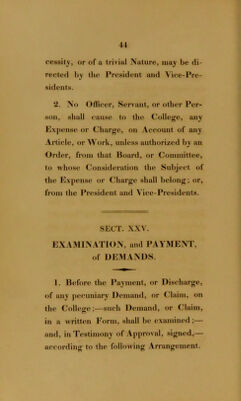 44
cessity, or of a trivial Nature, may be di-
rected by the President and Vice-Pre-
sidents.
2. No Officer, Servant, or other Per-
son, shall cause to the College, any
Expense or Charge, on Account of any
Article, or Work, unless authorized by an
Order, from that Board, or Committee,
to whose Consideration the Subject of
the Expense or Charge shall belong; or,
from the President and Vice-Presidents.
SECT. XXV.
EXAMINATION, and PAYMENT,
of DEMANDS.
1. Before the Payment, or Discharge,
of any pecuniary Demand, or Claim, on
the College;—such Demand, or Claim,
in a written Form, shall be examined;—
and, in Testimony of Approval, signed,—
according to the following Arrangement.